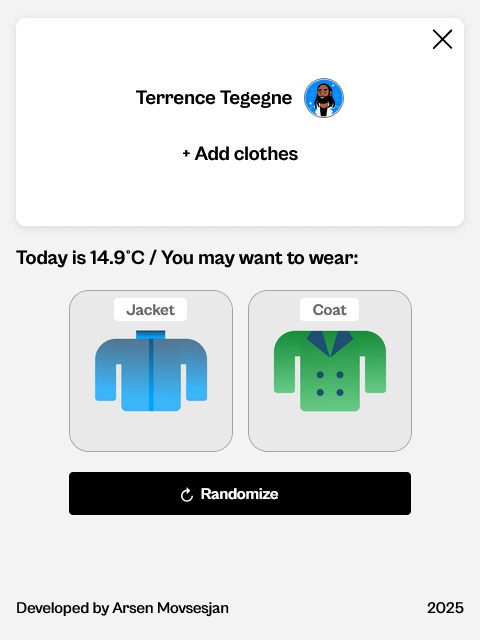 Terrence Tegegne
+ Add clothes
Today is 14.9°C / You may want to wear:
Jacket
Coat
Randomize
Developed by Arsen Movsesjan
2025